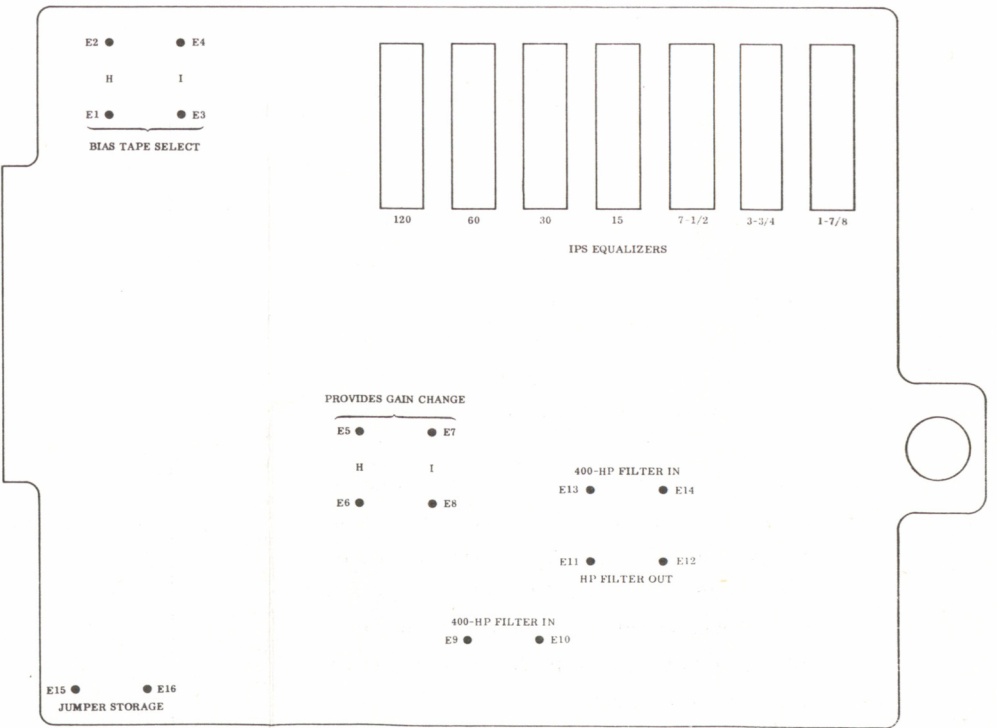 E2 E4
H I
E1 E3
BIAS TAPE SELECT
120 60 30 15 7-1/2 3-3/4 1-7/8
IPS EQUALIZERS
PROVIDES GAIN CHANGE
E5 E7
H I
E6 E8
400-HP FILTER IN
E13 E14
E11 E12
HP FILTER OUT
400-HP FILTER IN
E9 E10
E15 E16
JUMPER STORAGE